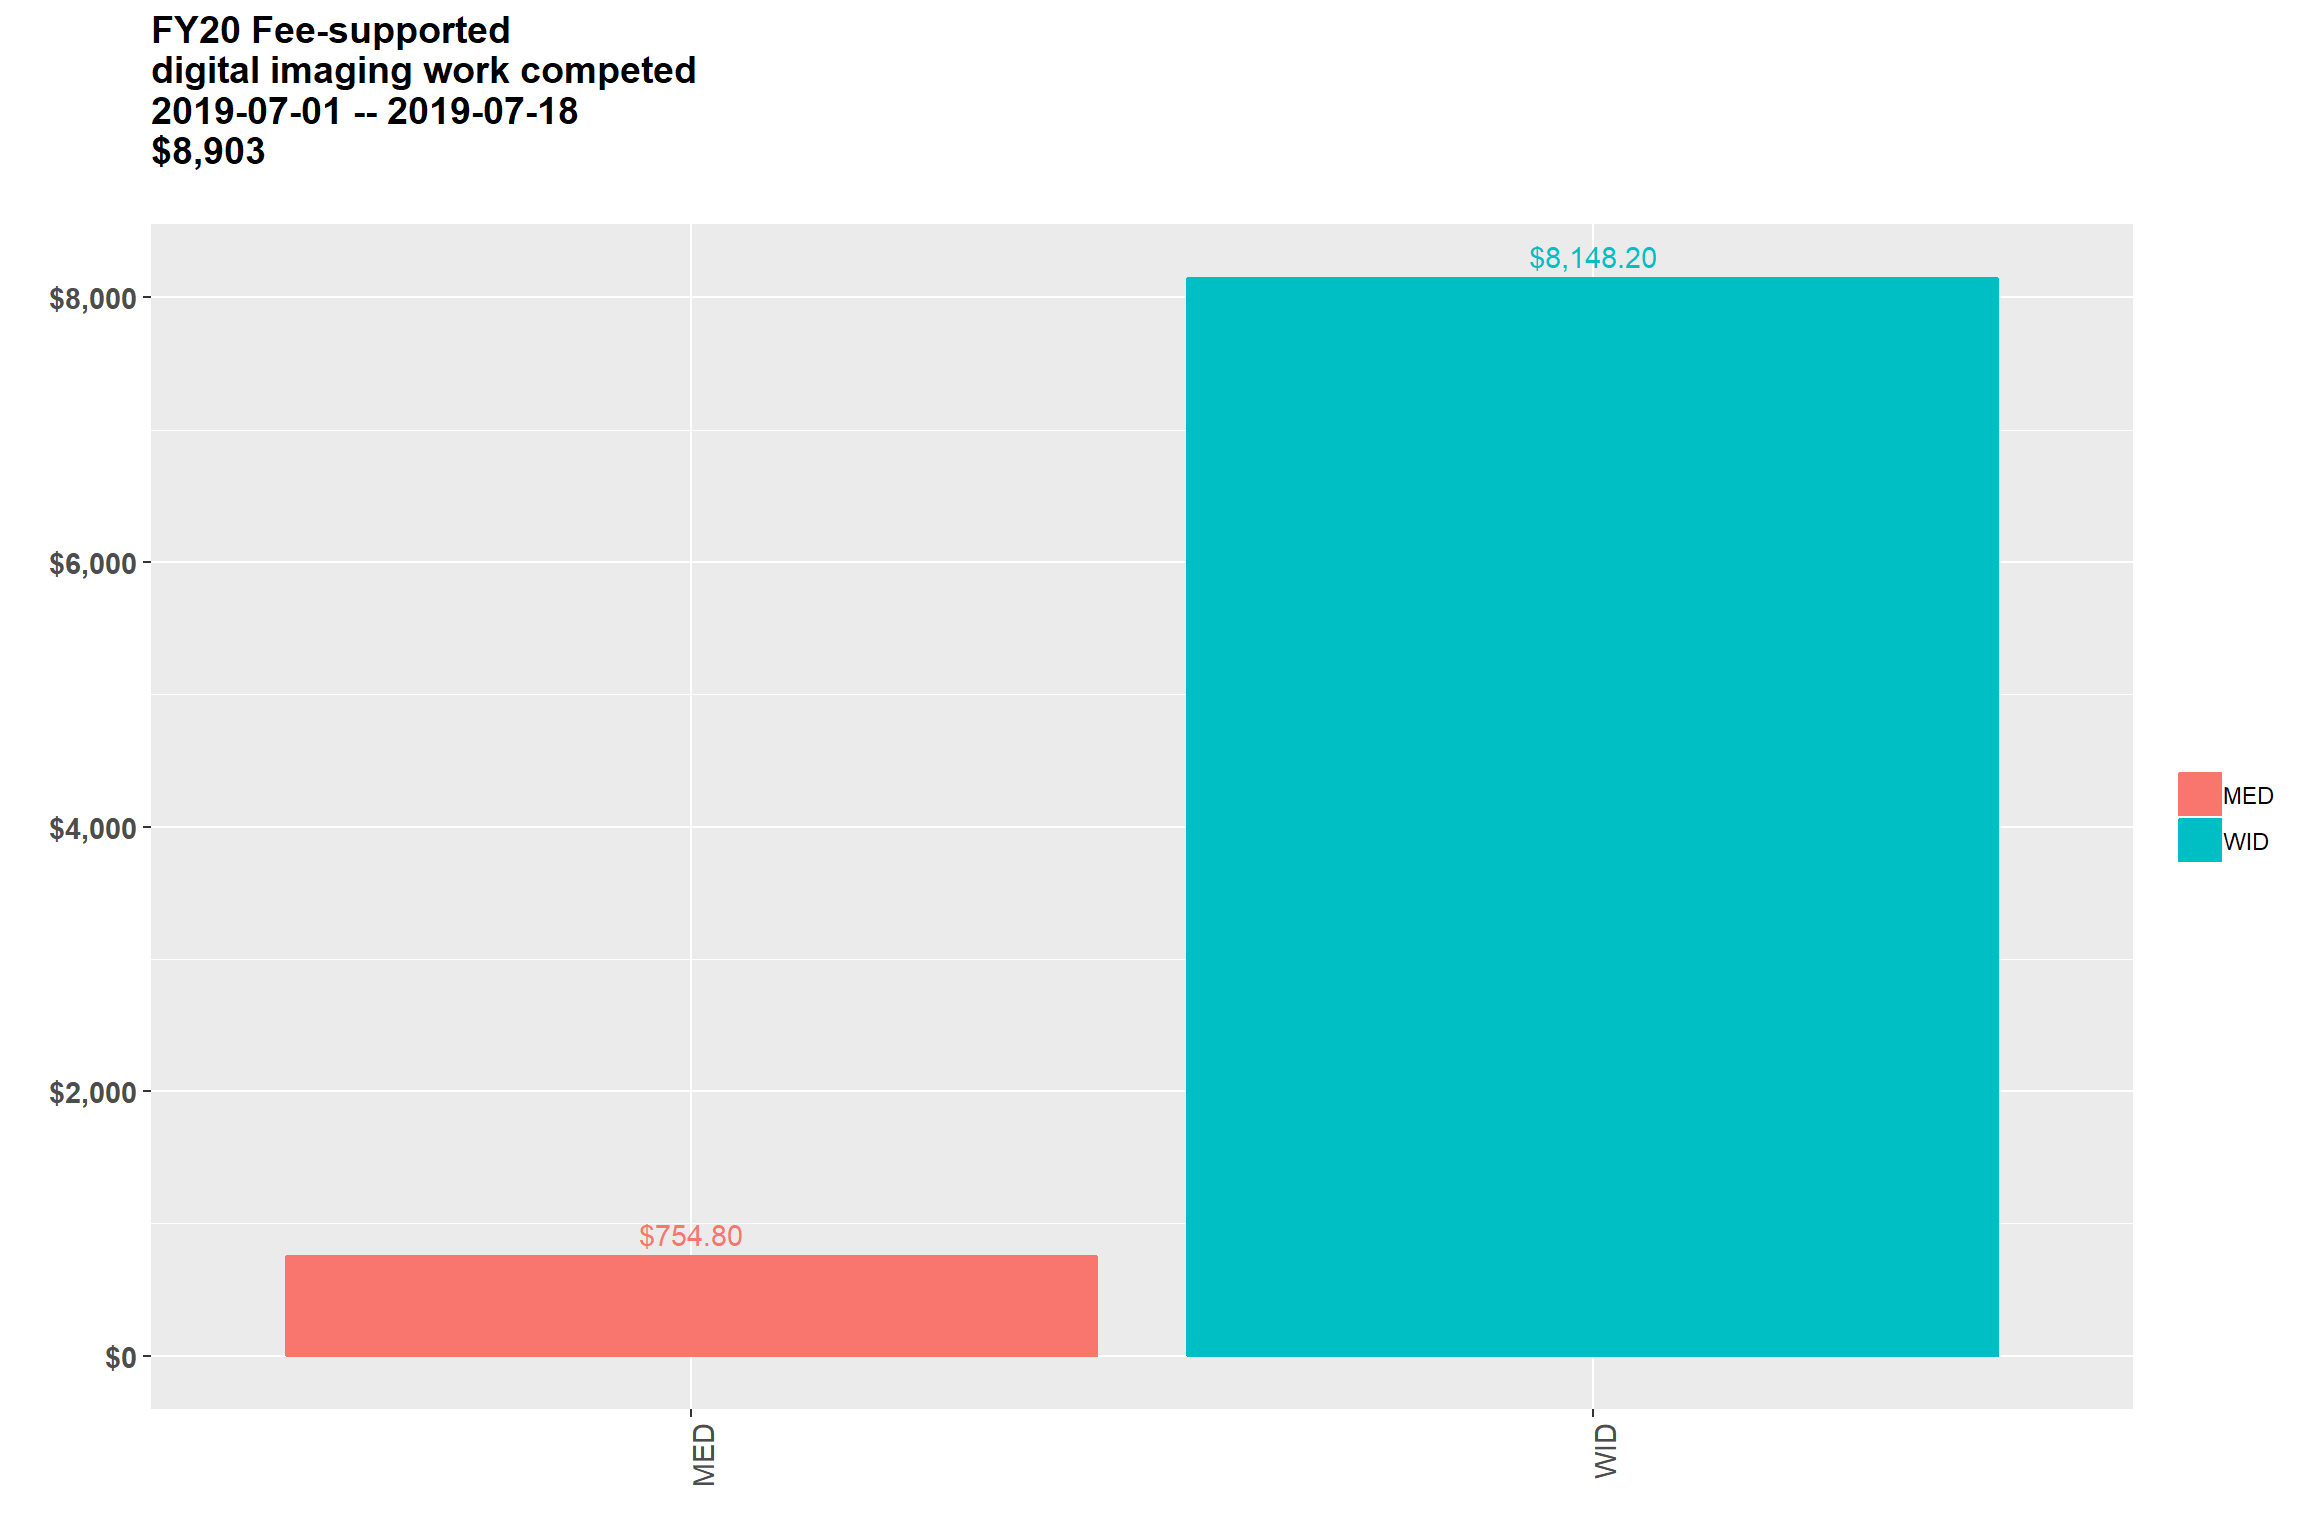 FY20 Fee-supported
digital imaging work competed
2019-07-01 -- 2019-07-18
$8,903
$8,148.20
$8,000
$6,000
$4,000
$2,000
$0
$754.80
MED
WID
MED
WID